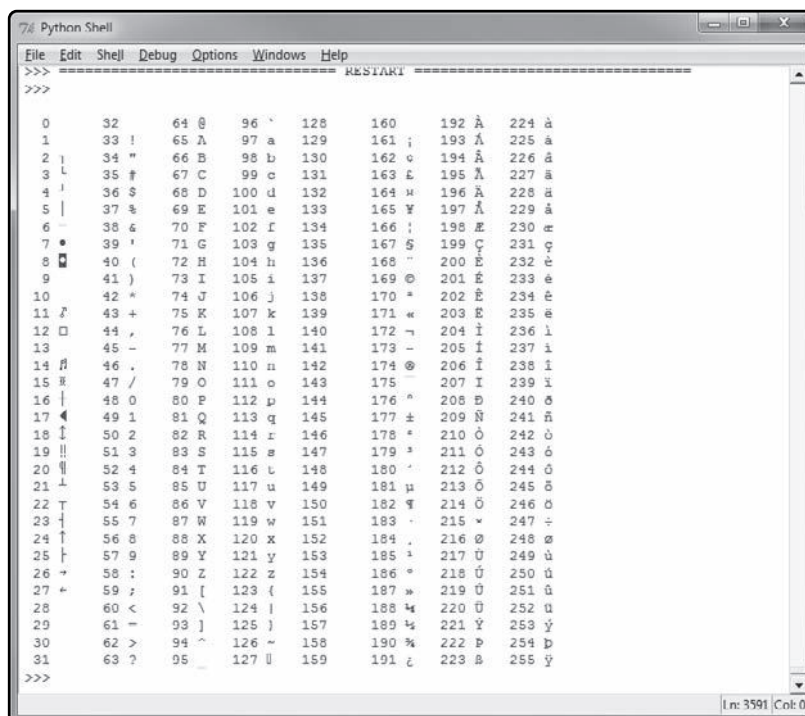 Python Shell
File Edit Shell Debug Options Windows Help
>>> ================================ RESTART ================================
>>>
0 32 64 @ 96 ` 128 160 192 À 224 à
1 33 ! 65 A 97 a 129 161 ¡ 193 Á 225 á
2 ┐ 34 " 66 B 98 b 130 162 ¢ 194 Â 226 â
3 └ 35 # 67 C 99 c 131 163 £ 195 Ã 227 ã
4 ┘ 36 $ 68 D 100 d 132 164 ¤ 196 Ä 228 ä
5 │ 37 % 69 E 101 e 133 165 ¥ 197 Å 229 å
6 38 & 70 F 102 f 134 166 ¦ 198 Æ 230 æ
7 • 39 ' 71 G 103 g 135 167 § 199 Ç 231 ç
8 ◘ 40 ( 72 H 104 h 136 168 ¨ 200 È 232 è
9 41 ) 73 I 105 i 137 169 © 201 É 233 é
10 42 * 74 J 106 j 138 170 ª 202 Ê 234 ê
11 ♪ 43 + 75 K 107 k 139 171 « 203 Ë 235 ë
12 □ 44 , 76 L 108 l 140 172 ¬ 204 Ì 236 ì
13 45 - 77 M 109 m 141 173 - 205 Í 237 í
14 ♫ 46 . 78 N 110 n 142 174 ® 206 Î 238 î
15 ¤ 47 / 79 O 111 o 143 175 ¯ 207 Ï 239 ï
16 ┼ 48 0 80 P 112 p 144 176 ° 208 Ð 240 ð
17 ◄ 49 1 81 Q 113 q 145 177 ± 209 Ñ 241 ñ
18 ↕ 50 2 82 R 114 r 146 178 ² 210 Ò 242 ò
19 ‼ 51 3 83 S 115 s 147 179 ³ 211 Ó 243 ó
20 ¶ 52 4 84 T 116 t 148 180 ´ 212 Ô 244 ô
21 ┴ 53 5 85 U 117 u 149 181 µ 213 Õ 245 õ
22 ┬ 54 6 86 V 118 v 150 182 ¶ 214 Ö 246 ö
23 ┤ 55 7 87 W 119 w 151 183 · 215 × 247 ÷
24 ↑ 56 8 88 X 120 x 152 184 ¸ 216 Ø 248 ø
25 ├ 57 9 89 Y 121 y 153 185 ¹ 217 Ù 249 ù
26 → 58 : 90 Z 122 z 154 186 º 218 Ú 250 ú
27 ← 59 ; 91 [ 123 { 155 187 » 219 Û 251 û
28 60 < 92 \ 124 | 156 188 ¼ 220 Ü 252 ü
29 61 = 93 ] 125 } 157 189 ½ 221 Ý 253 ý
30 62 > 94 ^ 126 ~ 158 190 ¾ 222 Þ 254 þ
31 63 ? 95 _ 127 159 191 ¿ 223 ß 255 ÿ
>>>
Ln: 3591 Col: 0